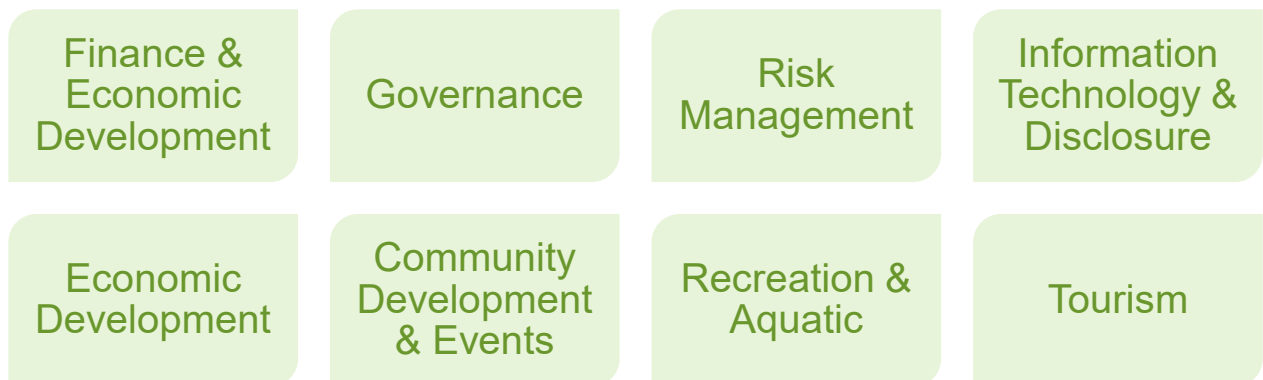 Finance &
Economic
Development
Governance
Risk
Management
Information
Technology &
Disclosure
Economic
Development
Community
Development
& Events
Recreation &
Aquatic
Tourism